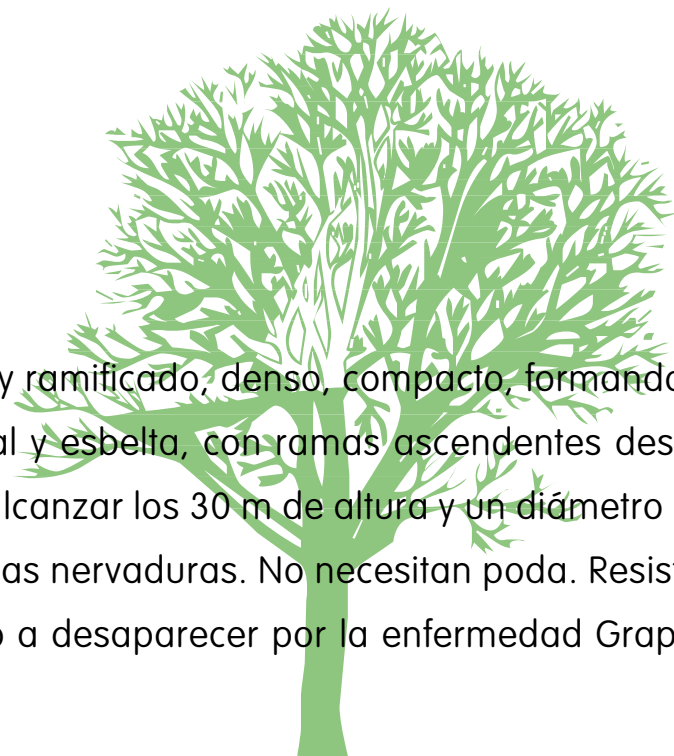 y ramificado, denso, compacto, formando
al y esbelta, con ramas ascendentes des
lcanzar los 30 m de altura y un diámetro
as nervaduras. No necesitan poda. Resis
o a desaparecer por la enfermedad Grap